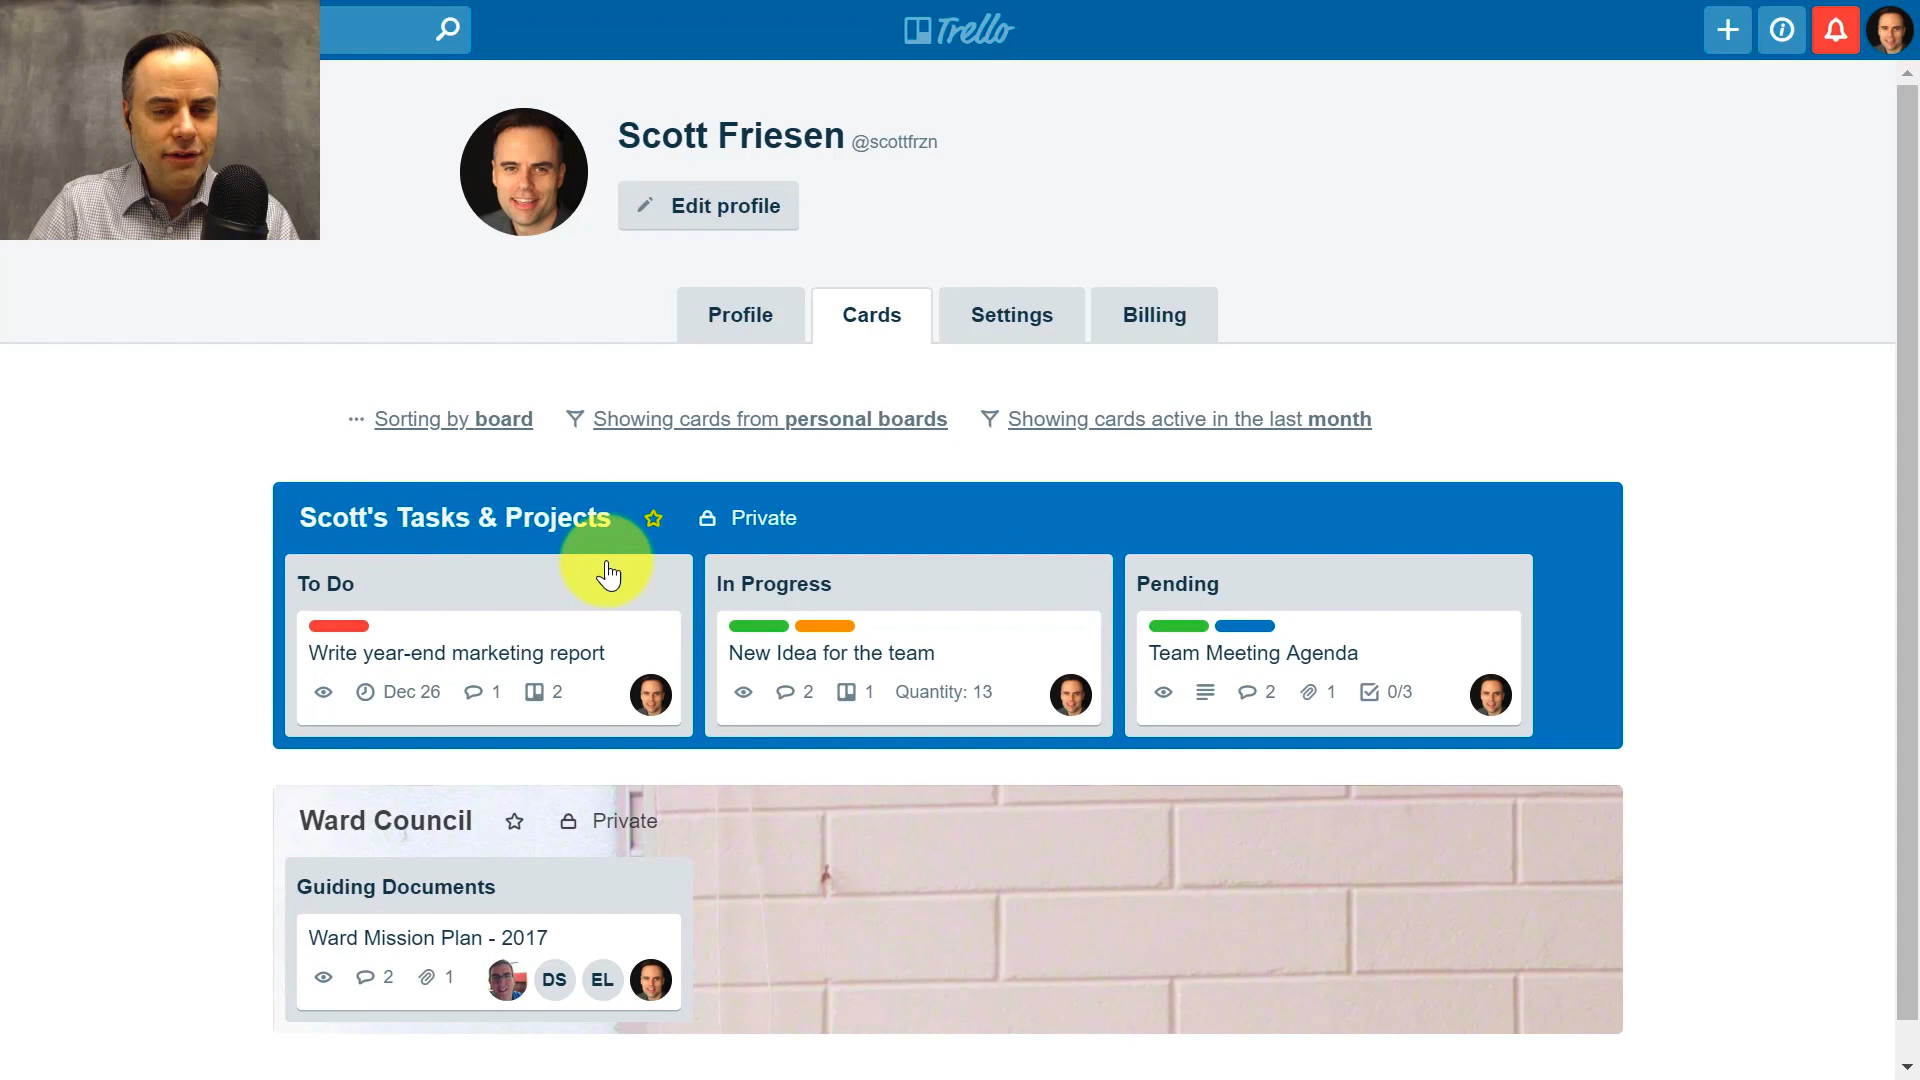 Trello
Scott Friesen @scottfrzn
Edit profile
Profile Cards Settings Billing
Sorting by board Showing cards from personal boards Showing cards active in the last month
Scott's Tasks & Projects Private
To Do In Progress Pending
Write year-end marketing report New Idea for the team Team Meeting Agenda
Dec 26 1 2 2 1 Quantity: 13 2 1 0/3
Ward Council Private
Guiding Documents
Ward Mission Plan - 2017
2 1 DS EL